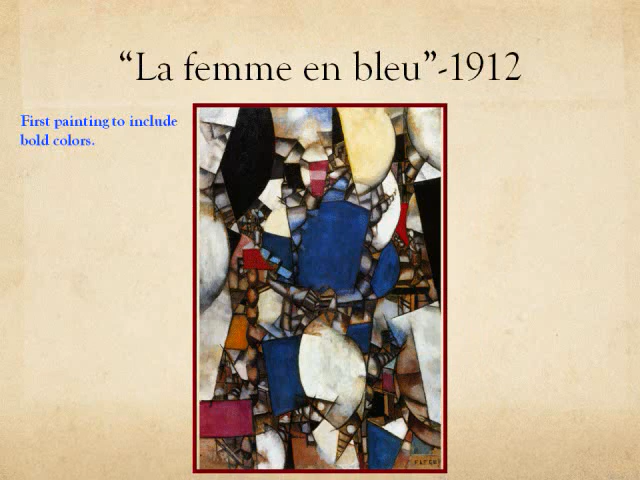 “La femme en bleu”-1912
First painting to include
bold colors.